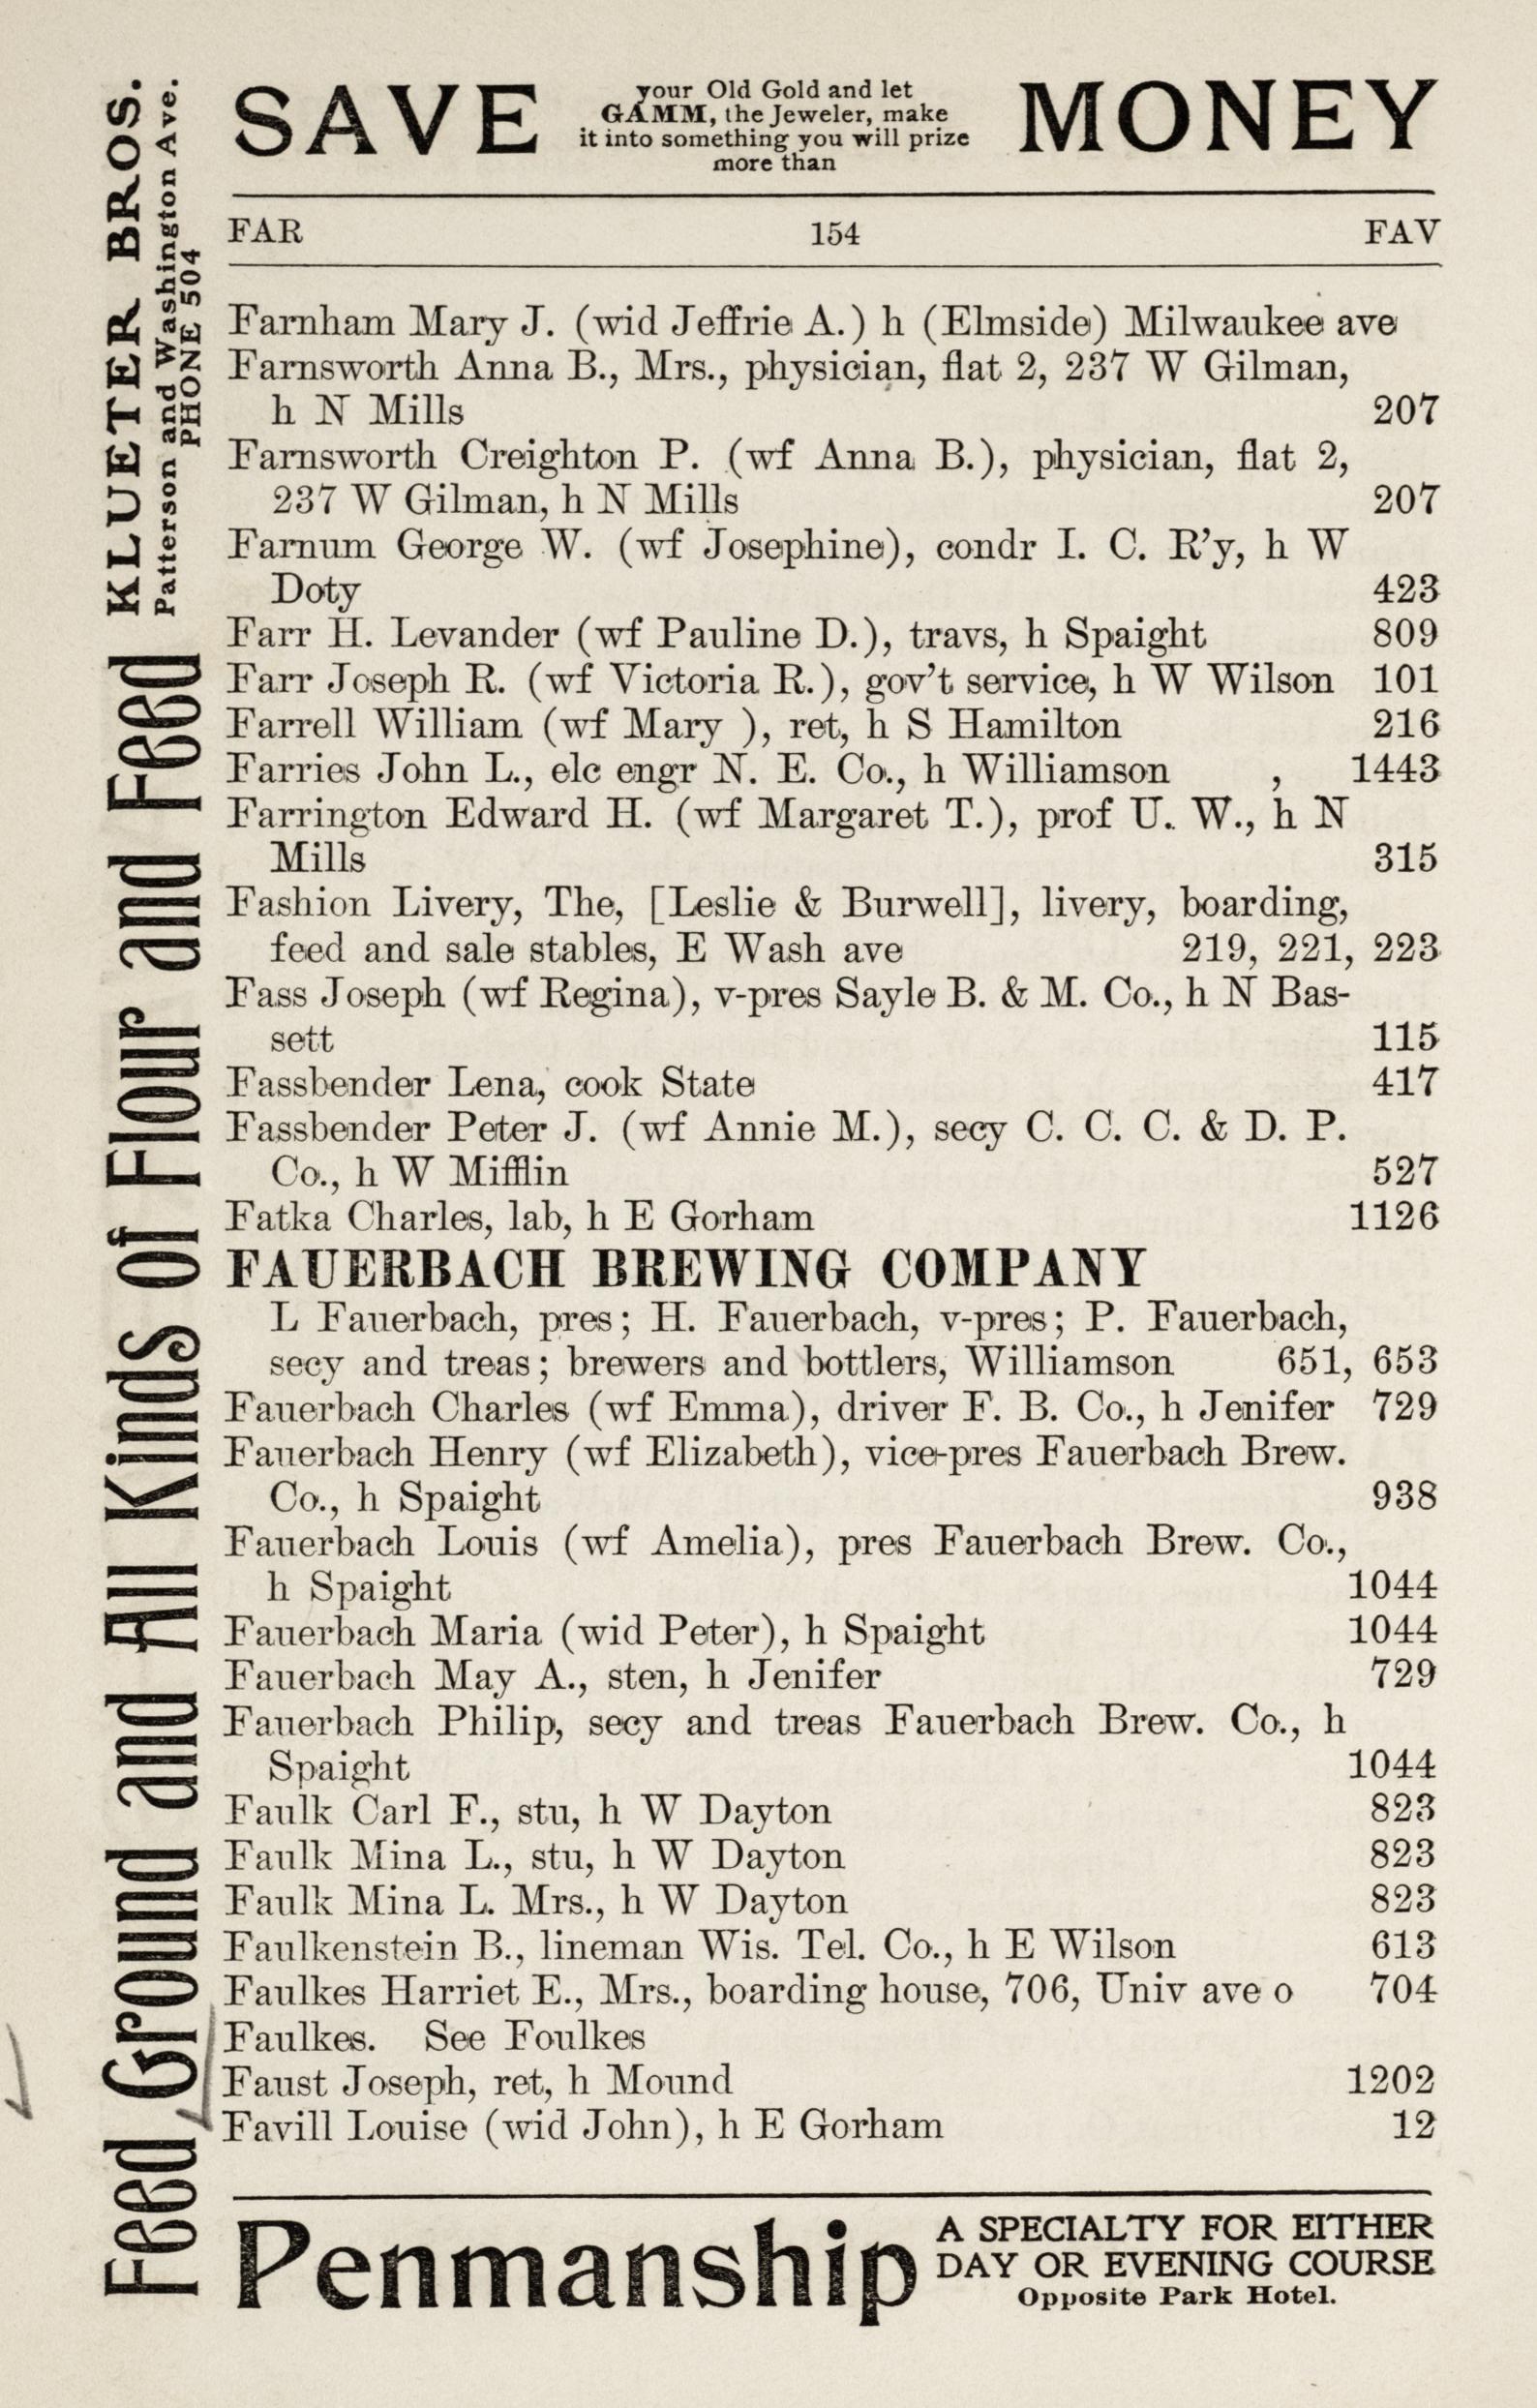 SAVE your Old Gold and let GAMM, the Jeweler, make it into something you will prize more than MONEY
KLUETER BROS.
Patterson and Washington Ave.
PHONE 504
Feed Ground and All Kinds of Flour and Feed
FAR 154 FAV
Farnham Mary J. (wid Jeffrie A.) h (Elmside) Milwaukee ave
Farnsworth Anna B., Mrs., physician, flat 2, 237 W Gilman,
h N Mills 207
Farnsworth Creighton P. (wf Anna B.), physician, flat 2,
237 W Gilman, h N Mills 207
Farnum George W. (wf Josephine), condr I. C. R'y, h W
Doty 423
Farr H. Levander (wf Pauline D.), travs, h Spaight 809
Farr Joseph R. (wf Victoria R.), gov't service, h W Wilson 101
Farrell William (wf Mary ), ret, h S Hamilton 216
Farries John L., elc engr N. E. Co., h Williamson , 1443
Farrington Edward H. (wf Margaret T.), prof U. W., h N
Mills 315
Fashion Livery, The, [Leslie & Burwell], livery, boarding,
feed and sale stables, E Wash ave 219, 221, 223
Fass Joseph (wf Regina), v-pres Sayle B. & M. Co., h N Bas-
sett 115
Fassbender Lena, cook State 417
Fassbender Peter J. (wf Annie M.), secy C. C. C. & D. P.
Co., h W Mifflin 527
Fatka Charles, lab, h E Gorham 1126
FAUERBACH BREWING COMPANY
L Fauerbach, pres; H. Fauerbach, v-pres; P. Fauerbach,
secy and treas; brewers and bottlers, Williamson 651, 653
Fauerbach Charles (wf Emma), driver F. B. Co., h Jenifer 729
Fauerbach Henry (wf Elizabeth), vice-pres Fauerbach Brew.
Co., h Spaight 938
Fauerbach Louis (wf Amelia), pres Fauerbach Brew. Co.,
h Spaight 1044
Fauerbach Maria (wid Peter), h Spaight 1044
Fauerbach May A., sten, h Jenifer 729
Fauerbach Philip, secy and treas Fauerbach Brew. Co., h
Spaight 1044
Faulk Carl F., stu, h W Dayton 823
Faulk Mina L., stu, h W Dayton 823
Faulk Mina L. Mrs., h W Dayton 823
Faulkenstein B., lineman Wis. Tel. Co., h E Wilson 613
Faulkes Harriet E., Mrs., boarding house, 706, Univ ave o 704
Faulkes. See Foulkes
Faust Joseph, ret, h Mound 1202
Favill Louise (wid John), h E Gorham 12
Penmanship
A SPECIALTY FOR EITHER
DAY OR EVENING COURSE
Opposite Park Hotel.